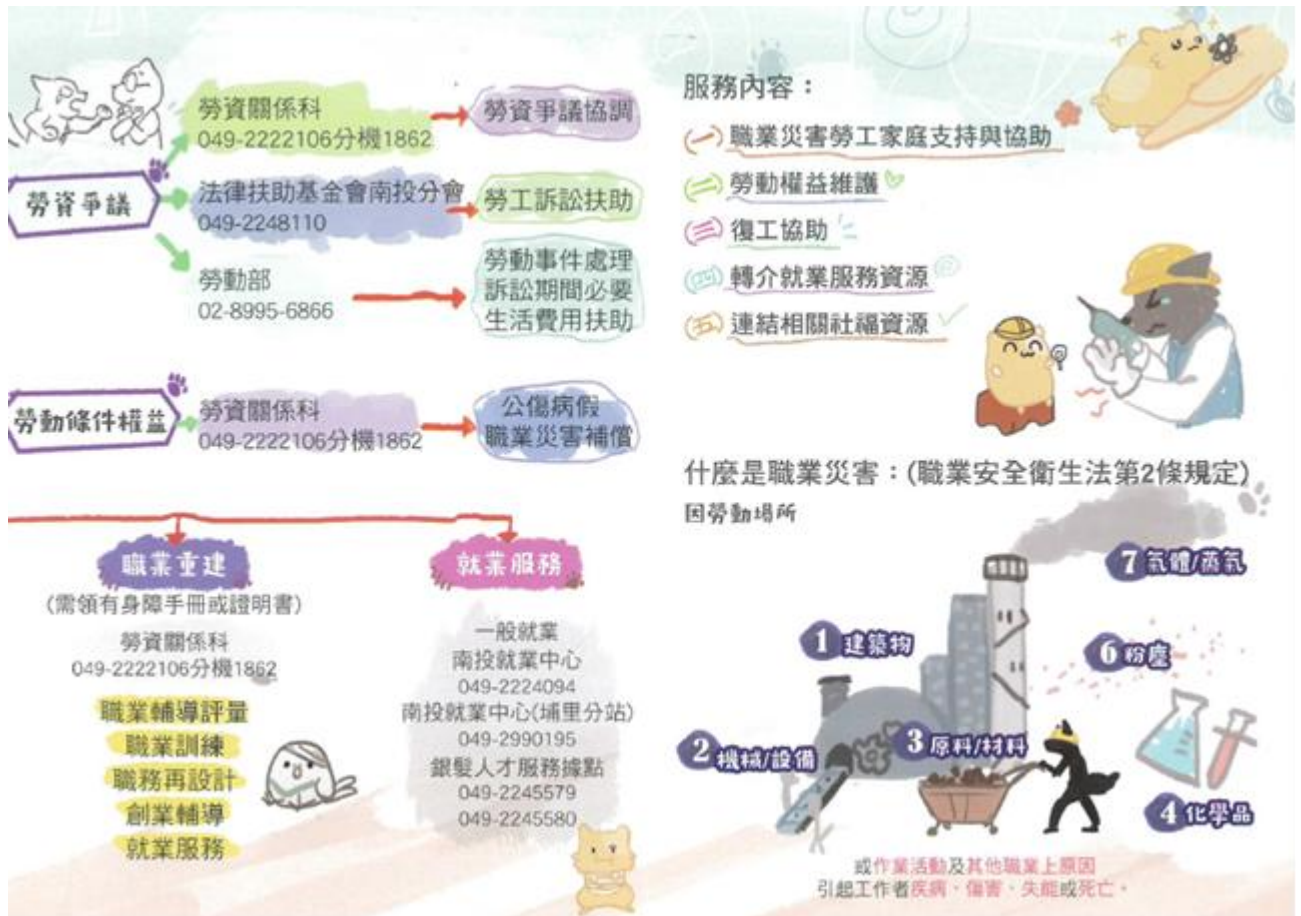 勞資爭議
勞資關係科
049-2222106分機1862
勞資爭議協調
法律扶助基金會南投分會
049-2248110
勞工訴訟扶助
勞動部
02-8995-6866
勞動事件處理
訴訟期間必要
生活費用扶助
勞動條件權益
勞資關係科
049-2222106分機1862
公傷病假
職業災害補償
職業重建
(需領有身障手冊或證明書)
勞資關係科
049-2222106分機1862
職業輔導評量
職業訓練
職務再設計
創業輔導
就業服務
就業服務
一般就業
南投就業中心
049-2224094
南投就業中心(埔里分站)
049-2990195
銀髮人才服務據點
049-2245579
049-2245580
服務內容：
(一) 職業災害勞工家庭支持與協助
(二) 勞動權益維護
(三) 復工協助
(四) 轉介就業服務資源
(五) 連結相關社福資源
什麼是職業災害：(職業安全衛生法第2條規定)
因勞動場所
1 建築物
2 機械/設備
3 原料/材料
4 化學品
6 粉塵
7 氣體/蒸氣
或作業活動及其他職業上原因
引起工作者疾病、傷害、失能或死亡。